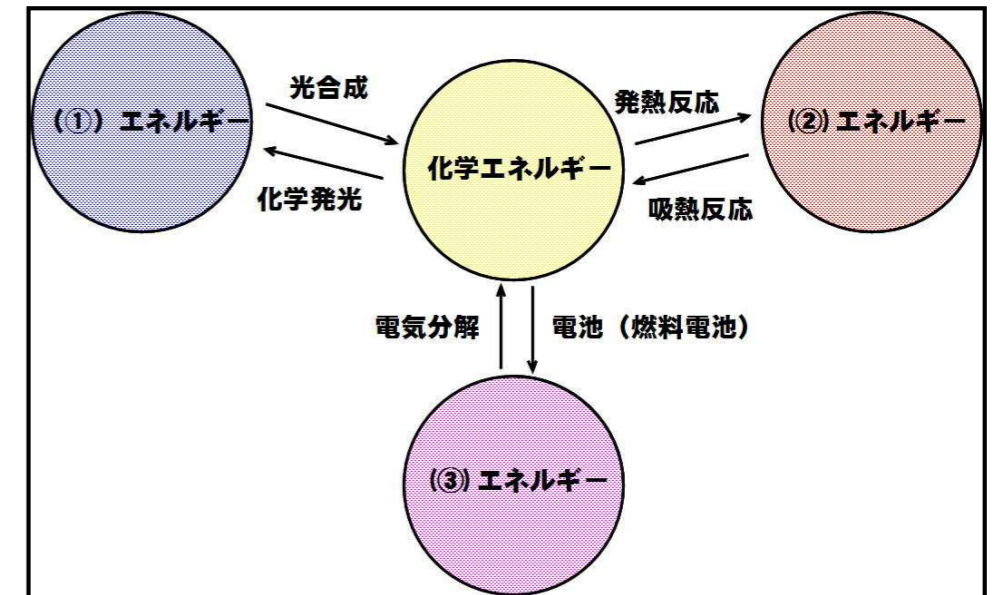 （①）エネルギー
光合成
化学発光
化学エネルギー
発熱反応
吸熱反応
(②) エネルギー
電気分解
電池（燃料電池）
(③) エネルギー